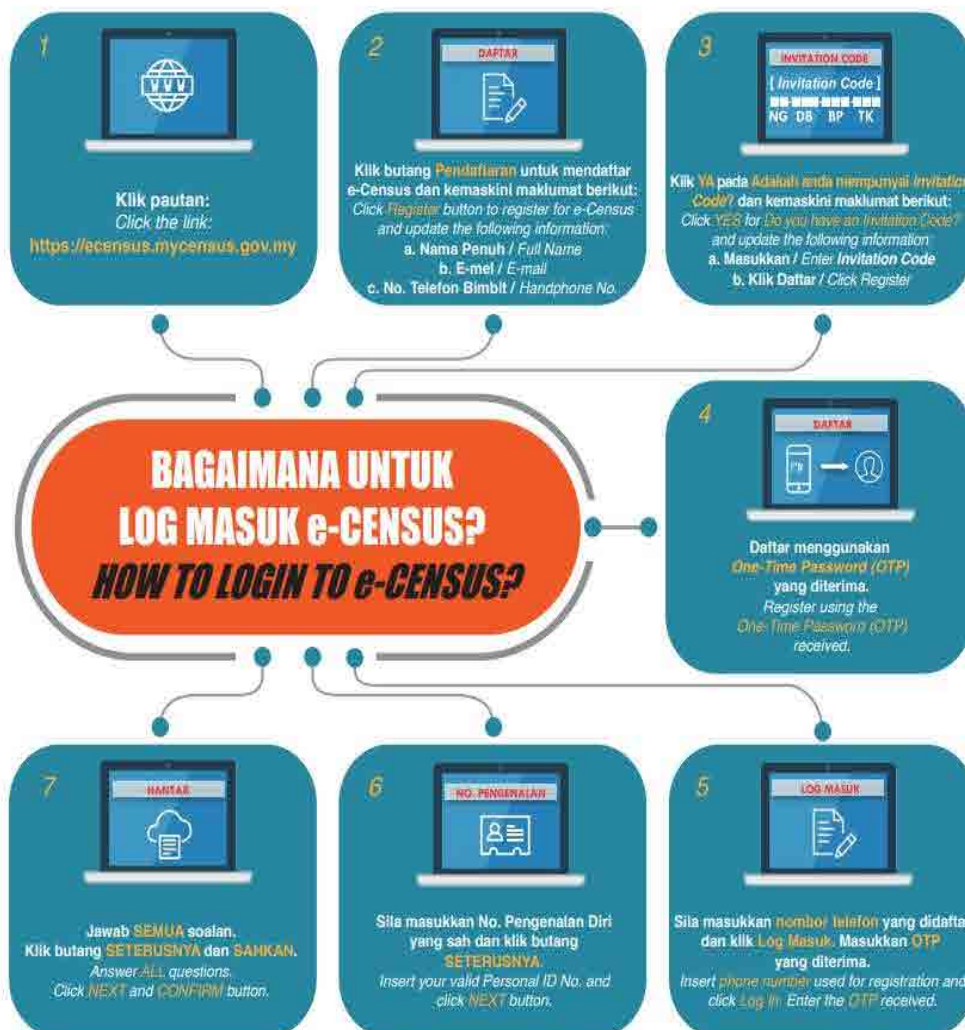 1
Klik pautan:
Click the link:
https://ecensus.mycensus.gov.my
2
DAFTAR
Klik butang Pendaftaran untuk mendaftar
e-Census dan kemaskini maklumat berikut:
Click Register button to register for e-Census
and update the following information
a. Nama Penuh / Full Name
b. E-mel / E-mail
c. No. Telefon Bimbit / Handphone No.
3
INVITATION CODE
[ Invitation Code ]
NG DB BP TK
Klik YA pada Adakah anda mempunyai Invitation
Code? dan kemaskini maklumat berikut:
Click YES for Do you have an Invitation Code?
and update the following information
a. Masukkan / Enter Invitation Code
b. Klik Daftar / Click Register
BAGAIMANA UNTUK
LOG MASUK e-CENSUS?
HOW TO LOGIN TO e-CENSUS?
4
DAFTAR
Daftar menggunakan
One-Time Password (OTP)
yang diterima.
Register using the
One-Time Password (OTP)
received.
5
LOG MASUK
Sila masukkan nombor telefon yang didafta
dan klik Log Masuk. Masukkan OTP
yang diterima.
Insert phone number used for registration and
click Log In. Enter the OTP received.
6
NO. PENGENALAN
Sila masukkan No. Pengenalan Diri
yang sah dan klik butang
SETERUSNYA.
Insert your valid Personal ID No. and
click NEXT button.
7
HANTAR
Jawab SEMUA soalan.
Klik butang SETERUSNYA dan SAHKAN.
Answer ALL questions.
Click NEXT and CONFIRM button.